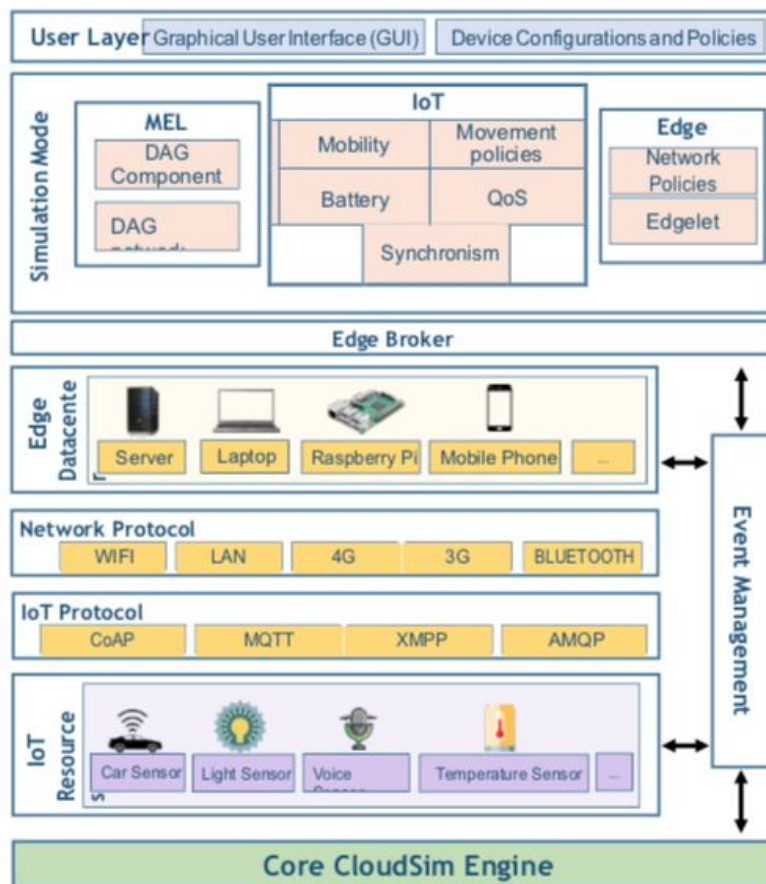 User Layer
Graphical User Interface (GUI)
Device Configurations and Policies
Simulation Mode
MEL
DAG
Component
DAG
network
IoT
Mobility
Movement
policies
Battery
QoS
Synchronism
Edge
Network
Policies
Edgelet
Edge Broker
Edge
Datacente
r
Server
Laptop
Raspberry Pi
Mobile Phone
...
Network Protocol
WIFI
LAN
4G
3G
BLUETOOTH
IoT Protocol
CoAP
MQTT
XMPP
AMQP
IoT
Resource
s
Car Sensor
Light Sensor
Voice
Temperature Sensor
...
Event Management
Core CloudSim Engine